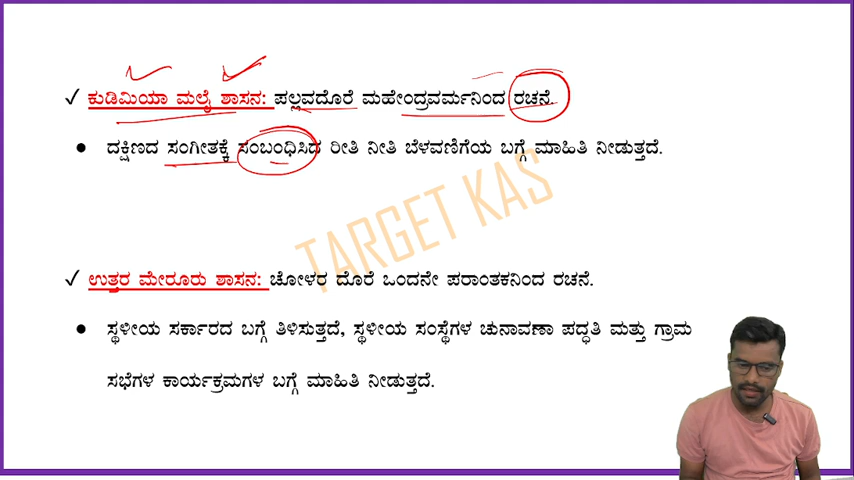 ✓ ಕುಡಿಮಿಯಾ ಮಲೈ ಶಾಸನ: ಪಲ್ಲವದೊರೆ ಮಹೇಂದ್ರವರ್ಮನಿಂದ ರಚನೆ.
● ದಕ್ಷಿಣದ ಸಂಗೀತಕ್ಕೆ ಸಂಬಂಧಿಸಿದ ರೀತಿ ನೀತಿ ಬೆಳವಣಿಗೆಯ ಬಗ್ಗೆ ಮಾಹಿತಿ ನೀಡುತ್ತದೆ.
TARGET KAS
✓ ಉತ್ತರ ಮೇರೂರು ಶಾಸನ: ಚೋಳರ ದೊರೆ ಒಂದನೇ ಪರಾಂತಕನಿಂದ ರಚನೆ.
● ಸ್ಥಳೀಯ ಸರ್ಕಾರದ ಬಗ್ಗೆ ತಿಳಿಸುತ್ತದೆ, ಸ್ಥಳೀಯ ಸಂಸ್ಥೆಗಳ ಚುನಾವಣಾ ಪದ್ಧತಿ ಮತ್ತು ಗ್ರಾಮ
ಸಭೆಗಳ ಕಾರ್ಯಕ್ರಮಗಳ ಬಗ್ಗೆ ಮಾಹಿತಿ ನೀಡುತ್ತದೆ.